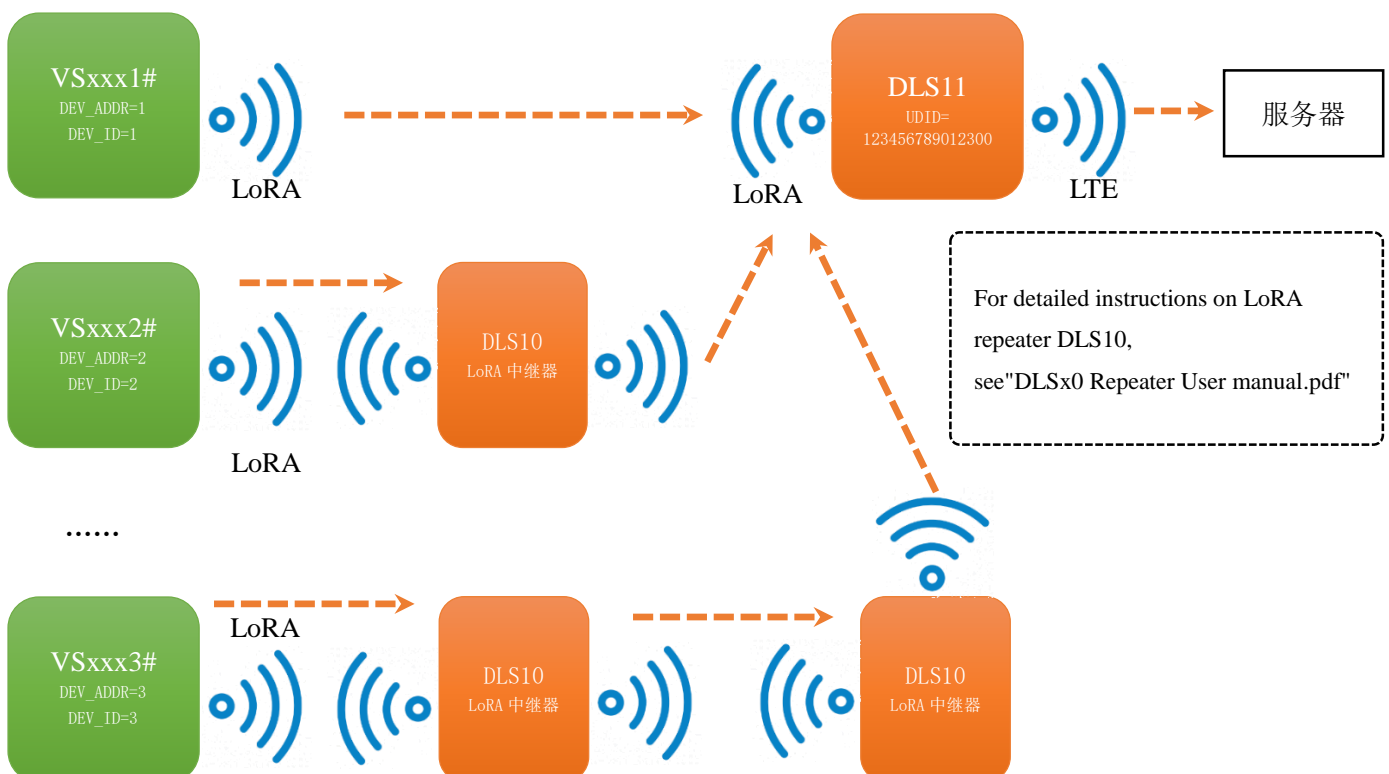 VSxxx1#
DEV_ADDR=1
DEV_ID=1
LoRA
LoRA
DLS11
UDID=
123456789012300
LTE
服务器
VSxxx2#
DEV_ADDR=2
DEV_ID=2
LoRA
DLS10
LoRA 中继器
For detailed instructions on LoRA
repeater DLS10,
see"DLSx0 Repeater User manual.pdf"
......
VSxxx3#
DEV_ADDR=3
DEV_ID=3
LoRA
DLS10
LoRA 中继器
DLS10
LoRA 中继器